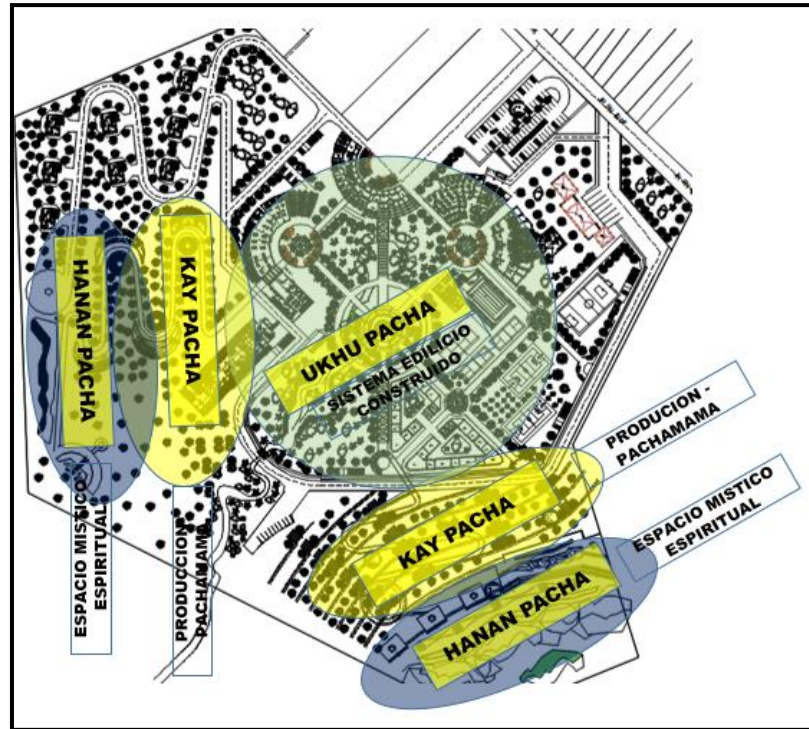 HANAN PACHA
ESPACIO MISTICO
ESPIRITUAL
KAY PACHA
PRODUCCION
PACHAMAMA
UKHU PACHA
SISTEMA EDILICIO
CONSTRUIDO
PRODUCION -
PACHAMAMA
KAY PACHA
ESPACIO MISTICO
ESPIRITUAL
HANAN PACHA